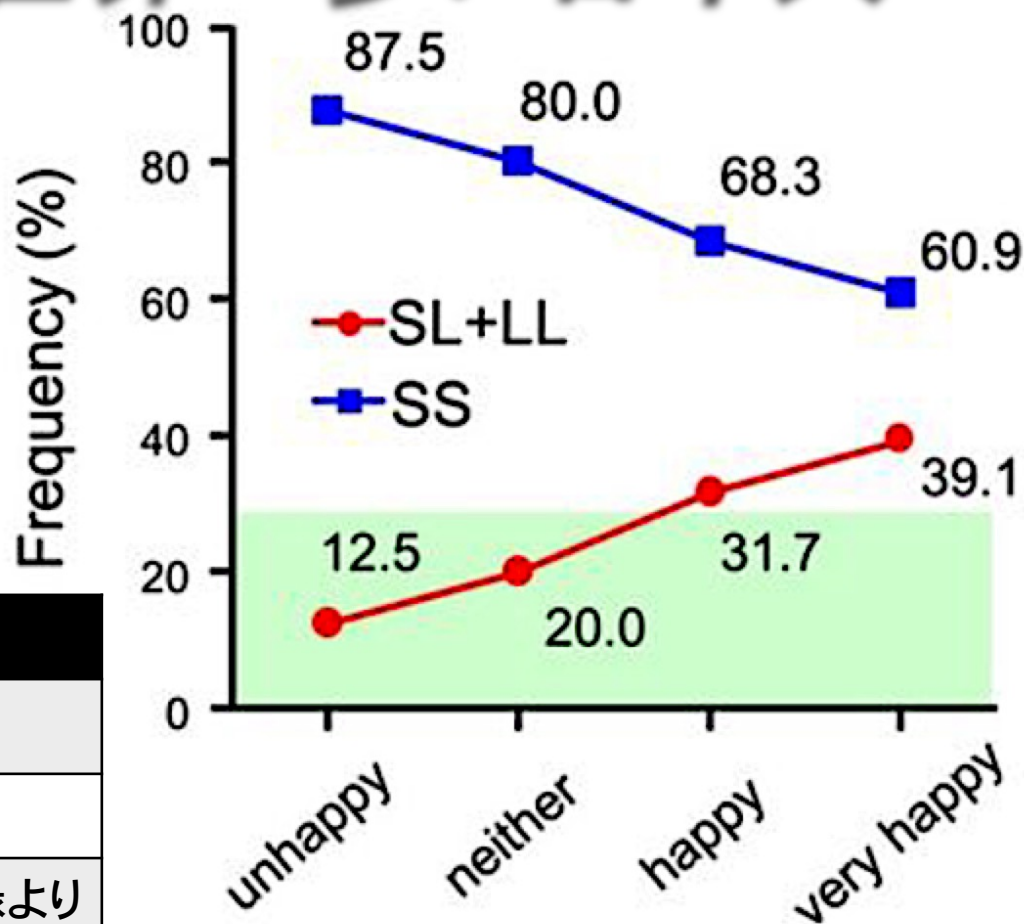 100
80
60
40
20
0
Frequency (%)
87.5
80.0
68.3
60.9
SL+LL
SS
12.5
20.0
31.7
39.1
unhappy
neither
happy
very happy
より